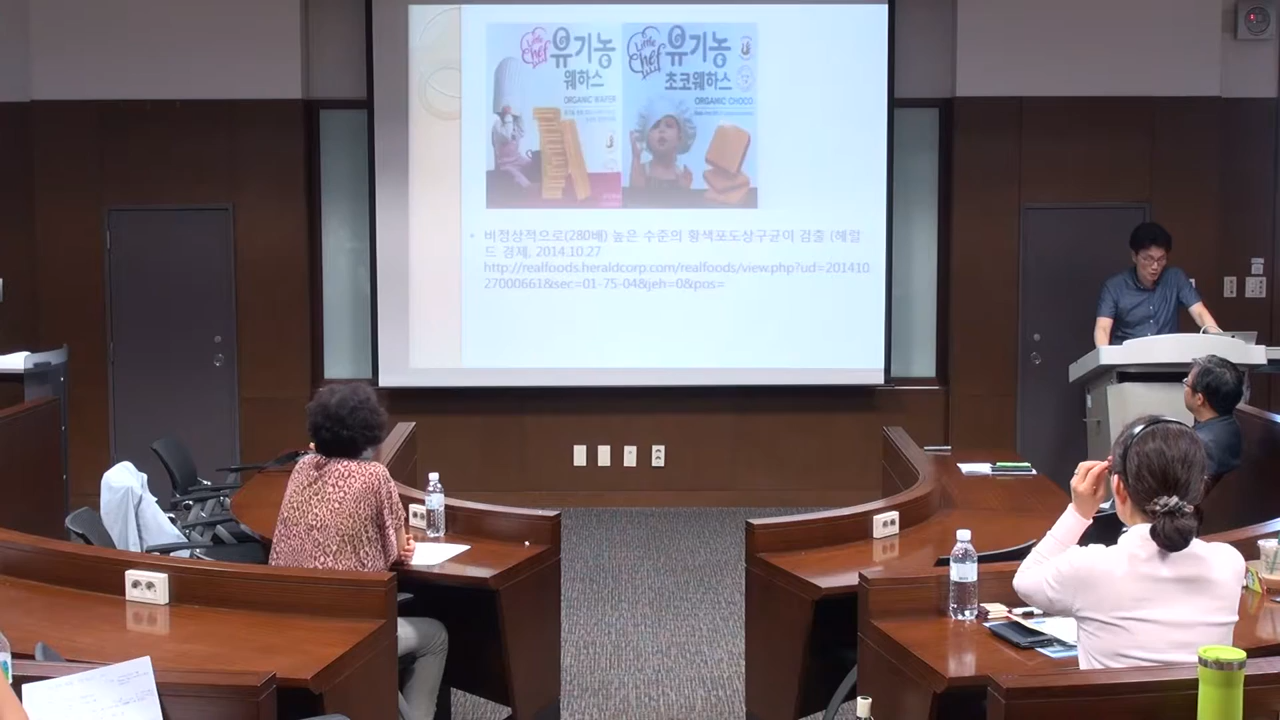 Little Chef 유기농
웨하스
ORGANIC WAFER
Little Chef 유기농
초코웨하스
ORGANIC CHOCO
비정상적으로(280배) 높은 수준의 황색포도상구균이 검출 (헤럴
드 경제, 2014.10.27
http://realfoods.heraldcorp.com/realfoods/view.php?ud=201410
27000661&sec=01-75-04&jeh=0&pos=